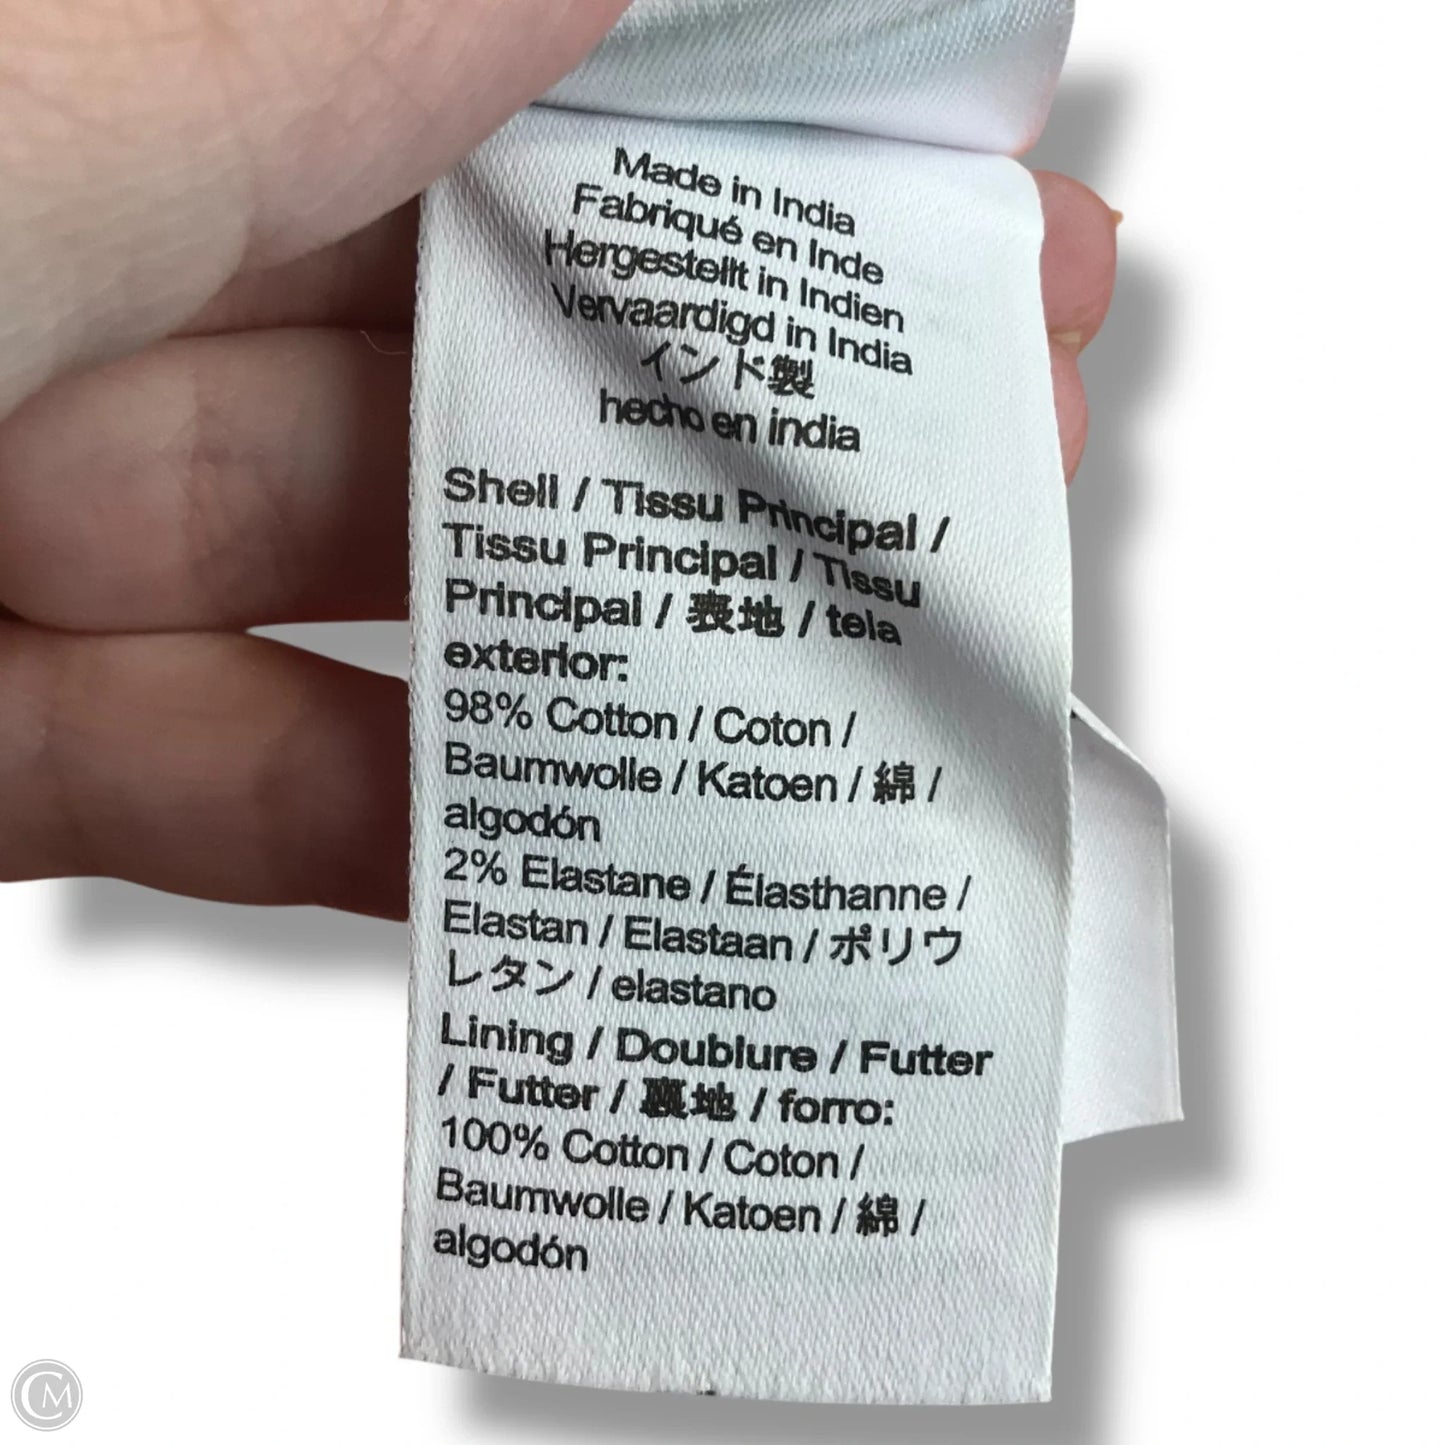 Made in India
Fabriqué en Inde
Hergestellt in Indien
Vervaardigd in India
インド製
hecho en india
Shell / Tissu Principal /
Tissu Principal / Tissu
Principal / 表地 / tela
exterior:
98% Cotton / Coton /
Baumwolle / Katoen / 綿 /
algodón
2% Elastane / Élasthanne /
Elastan / Elastaan / ポリウ
レタン / elastano
Lining / Doublure / Futter
/ Futter / 裏地 / forro:
100% Cotton / Coton /
Baumwolle / Katoen / 綿 /
algodón
CM